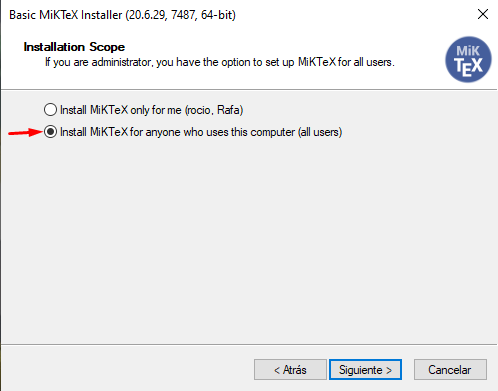 Basic MiKTeX Installer (20.6.29, 7487, 64-bit)
Installation Scope
If you are administrator, you have the option to set up MiKTeX for all users.
MiK
TEX
Install MiKTeX only for me (rocio, Rafa)
Install MiKTeX for anyone who uses this computer (all users)
< Atrás
Siguiente >
Cancelar